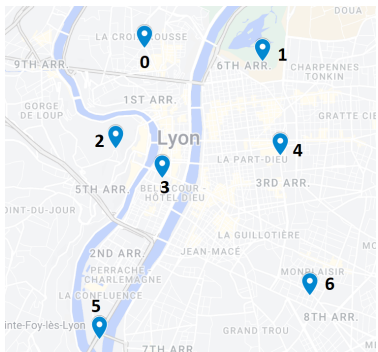 DOUA
LA CROIX-ROUSSE
0
1
9TH ARR.
6TH ARR.
CHARPENNES
TONKIN
GORGE
DE LOUP
1ST ARR.
GRATTE CIE
2
Lyon
4
LA PART-DIEU
3
3RD ARR.
5TH ARR.
BELLECOUR -
HÔTEL DIEU
OINT-DU-JOUR
LA GUILLOTIÈRE
2ND ARR.
JEAN-MACÉ
PERRACHE
CHARLEMAGNE
MONPLAISIR
6
LA CONFLUENCE
5
8TH ARR.
inte-Foy-lès-Lyon
GRAND TROU
7TH ARR.